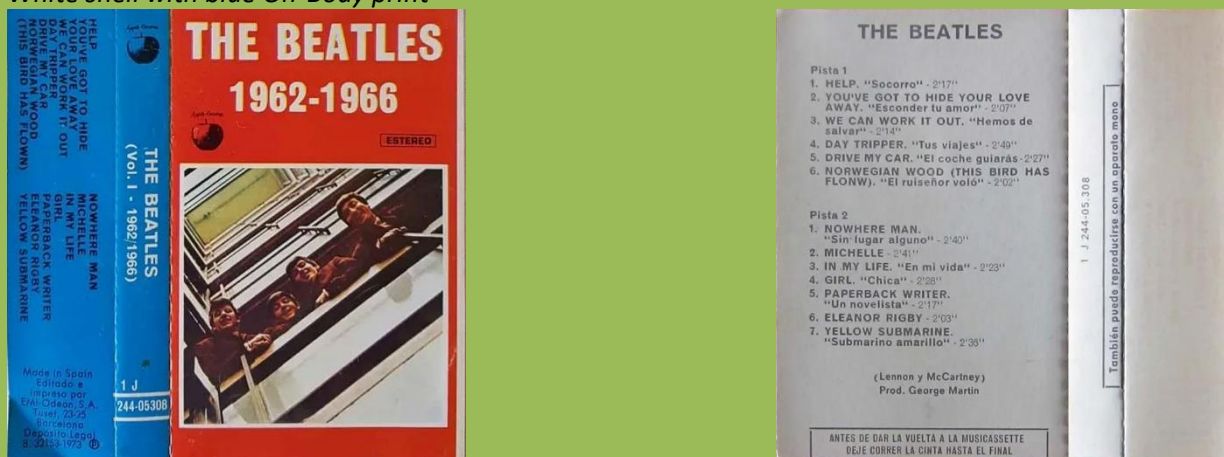 White shell with blue On-Body print
HELP
YOU'VE GOT TO HIDE
YOUR LOVE AWAY
WE CAN WORK IT OUT
DAY TRIPPER
DRIVE MY CAR
NORWEGIAN WOOD
(THIS BIRD HAS FLOWN)
NOWHERE MAN
MICHELLE
IN MY LIFE
GIRL
PAPERBACK WRITER
ELEANOR RIGBY
YELLOW SUBMARINE
Made in Spain
Editado e
impreso por
EMI-Odeon, S.A.
Tuset, 23-25
Barcelona
Depósito Legal
B. 32153-1973 Ⓟ
THE BEATLES
(Vol. I - 1962/1966)
1 J
244-05308
THE BEATLES
1962-1966
ESTEREO
THE BEATLES
Pista 1
1. HELP. "Socorro" - 2'17"
2. YOU'VE GOT TO HIDE YOUR LOVE
AWAY. "Esconder tu amor" - 2'07"
3. WE CAN WORK IT OUT. "Hemos de
salvar" - 2'14"
4. DAY TRIPPER. "Tus viajes" - 2'49"
5. DRIVE MY CAR. "El coche guiarás - 2'27"
6. NORWEGIAN WOOD (THIS BIRD HAS
FLONW). "El ruiseñor voló" - 2'02"
Pista 2
1. NOWHERE MAN.
"Sin lugar alguno" - 2'40"
2. MICHELLE - 2'41"
3. IN MY LIFE. "En mi vida" - 2'23"
4. GIRL. "Chica" - 2'28"
5. PAPERBACK WRITER.
"Un novelista" - 2'17"
6. ELEANOR RIGBY - 2'03"
7. YELLOW SUBMARINE.
"Submarino amarillo" - 2'36"
(Lennon y McCartney)
Prod. George Martin
ANTES DE DAR LA VUELTA A LA MUSICASSETTE
DEJE CORRER LA CINTA HASTA EL FINAL
1 J 244-05.308
También puede reproducirse con un aparato mono